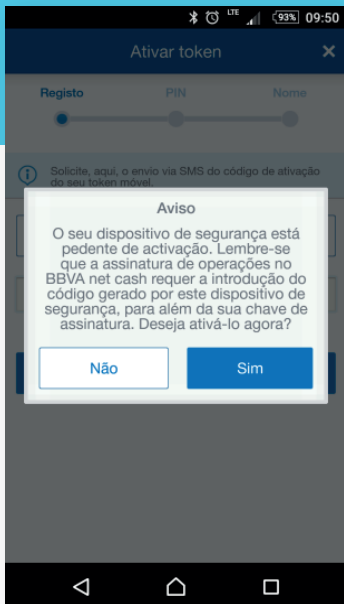 LTE 93% 09:50
Ativar token
Registo PIN Nome
Solicite, aqui, o envio via SMS do código de ativação
do seu token móvel.
Aviso
O seu dispositivo de segurança está
pedente de activação. Lembre-se
que a assinatura de operações no
BBVA net cash requer a introdução do
código gerado por este dispositivo de
segurança, para além da sua chave de
assinatura. Deseja ativá-lo agora?
Não Sim